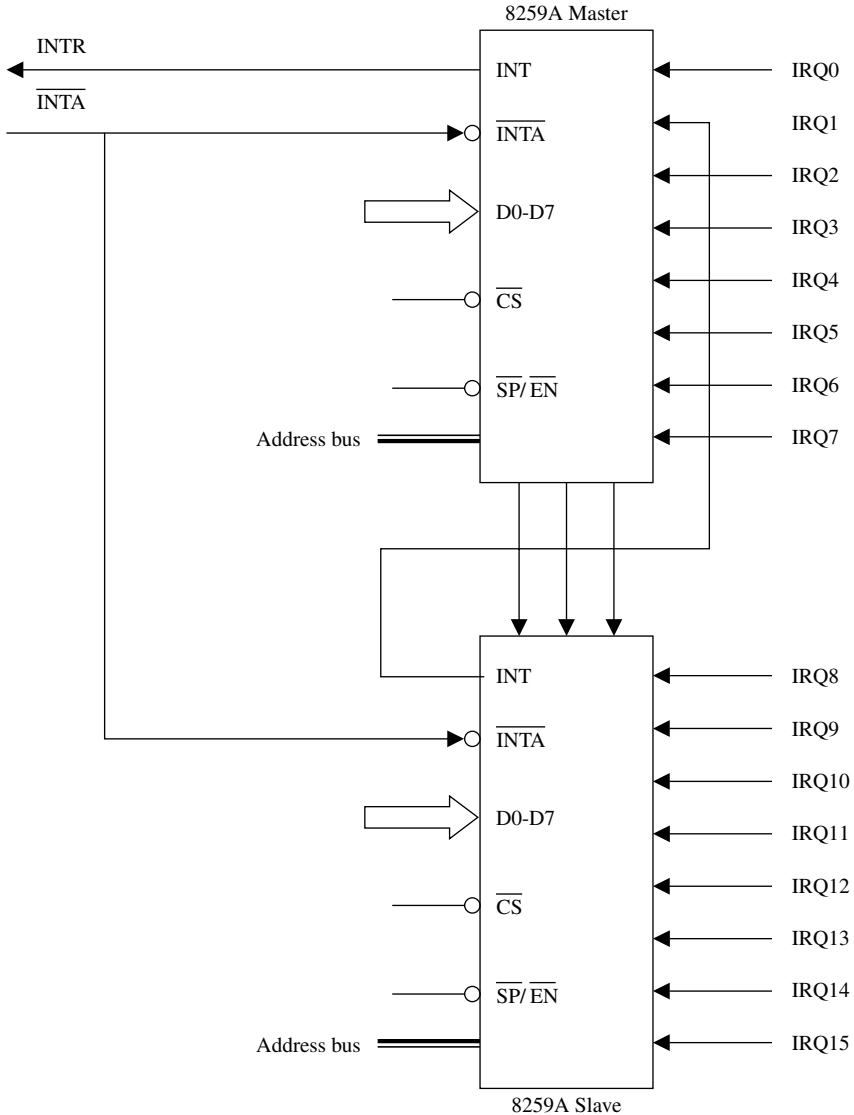 8259A Master
INTR
INT
IRQ0
INTA
IRQ1
INTA
IRQ2
D0-D7
IRQ3
IRQ4
CS
IRQ5
SP/ EN
IRQ6
Address bus
IRQ7
INT
IRQ8
INTA
IRQ9
IRQ10
D0-D7
IRQ11
IRQ12
CS
IRQ13
SP/ EN
IRQ14
Address bus
IRQ15
8259A Slave